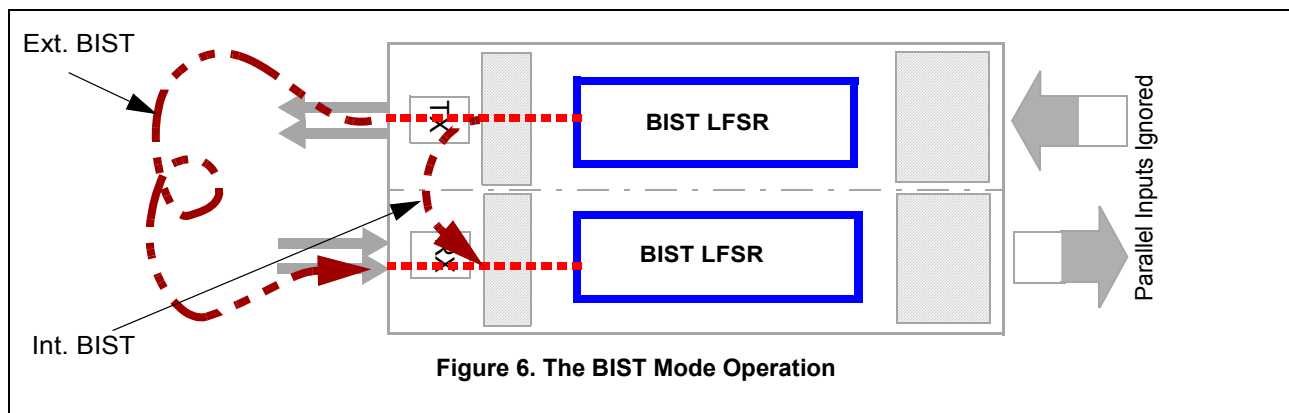 Ext. BIST
TX
BIST LFSR
Parallel Inputs Ignored
RX
BIST LFSR
Int. BIST
Figure 6. The BIST Mode Operation